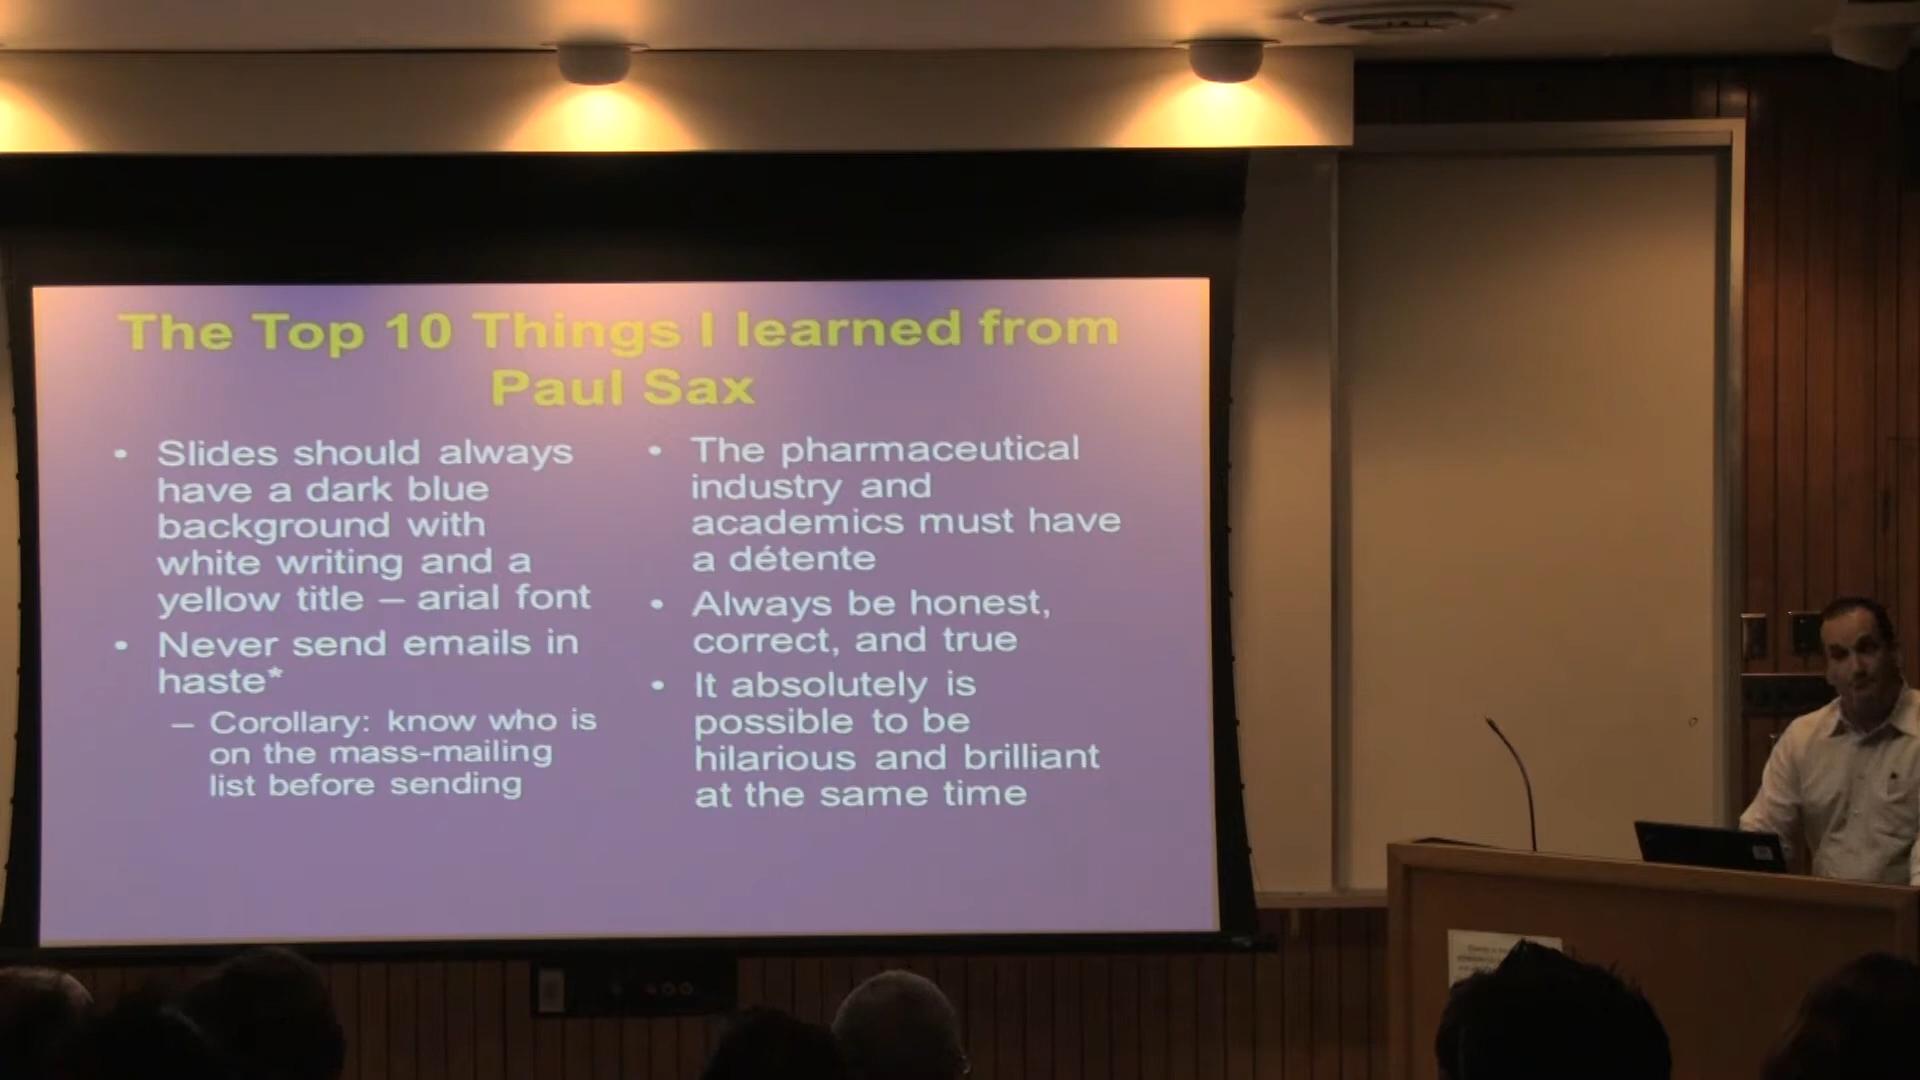 The Top 10 Things I learned from
Paul Sax
• Slides should always
have a dark blue
background with
white writing and a
yellow title – arial font
• Never send emails in
haste*
– Corollary: know who is
on the mass-mailing
list before sending
• The pharmaceutical
industry and
academics must have
a détente
• Always be honest,
correct, and true
• It absolutely is
possible to be
hilarious and brilliant
at the same time